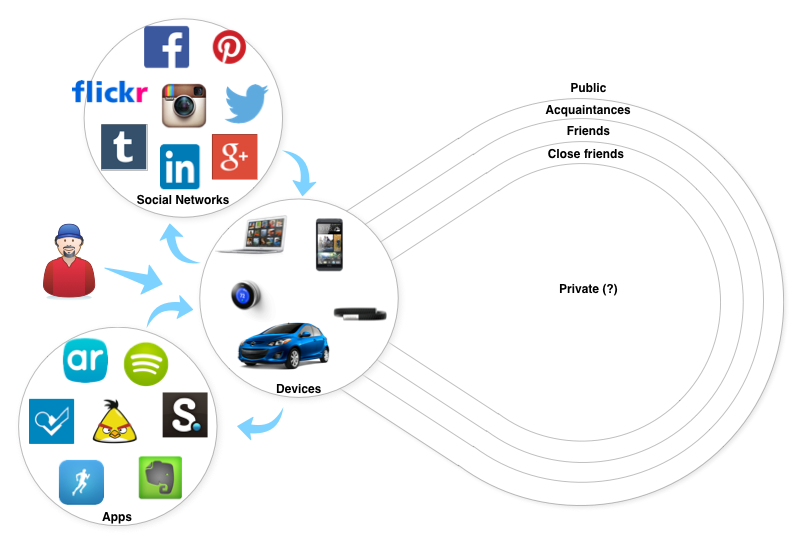 flickr
t
in
g+
Social Networks
Public
Acquaintances
Friends
Close friends
Private (?)
Devices
ar
S.
Apps